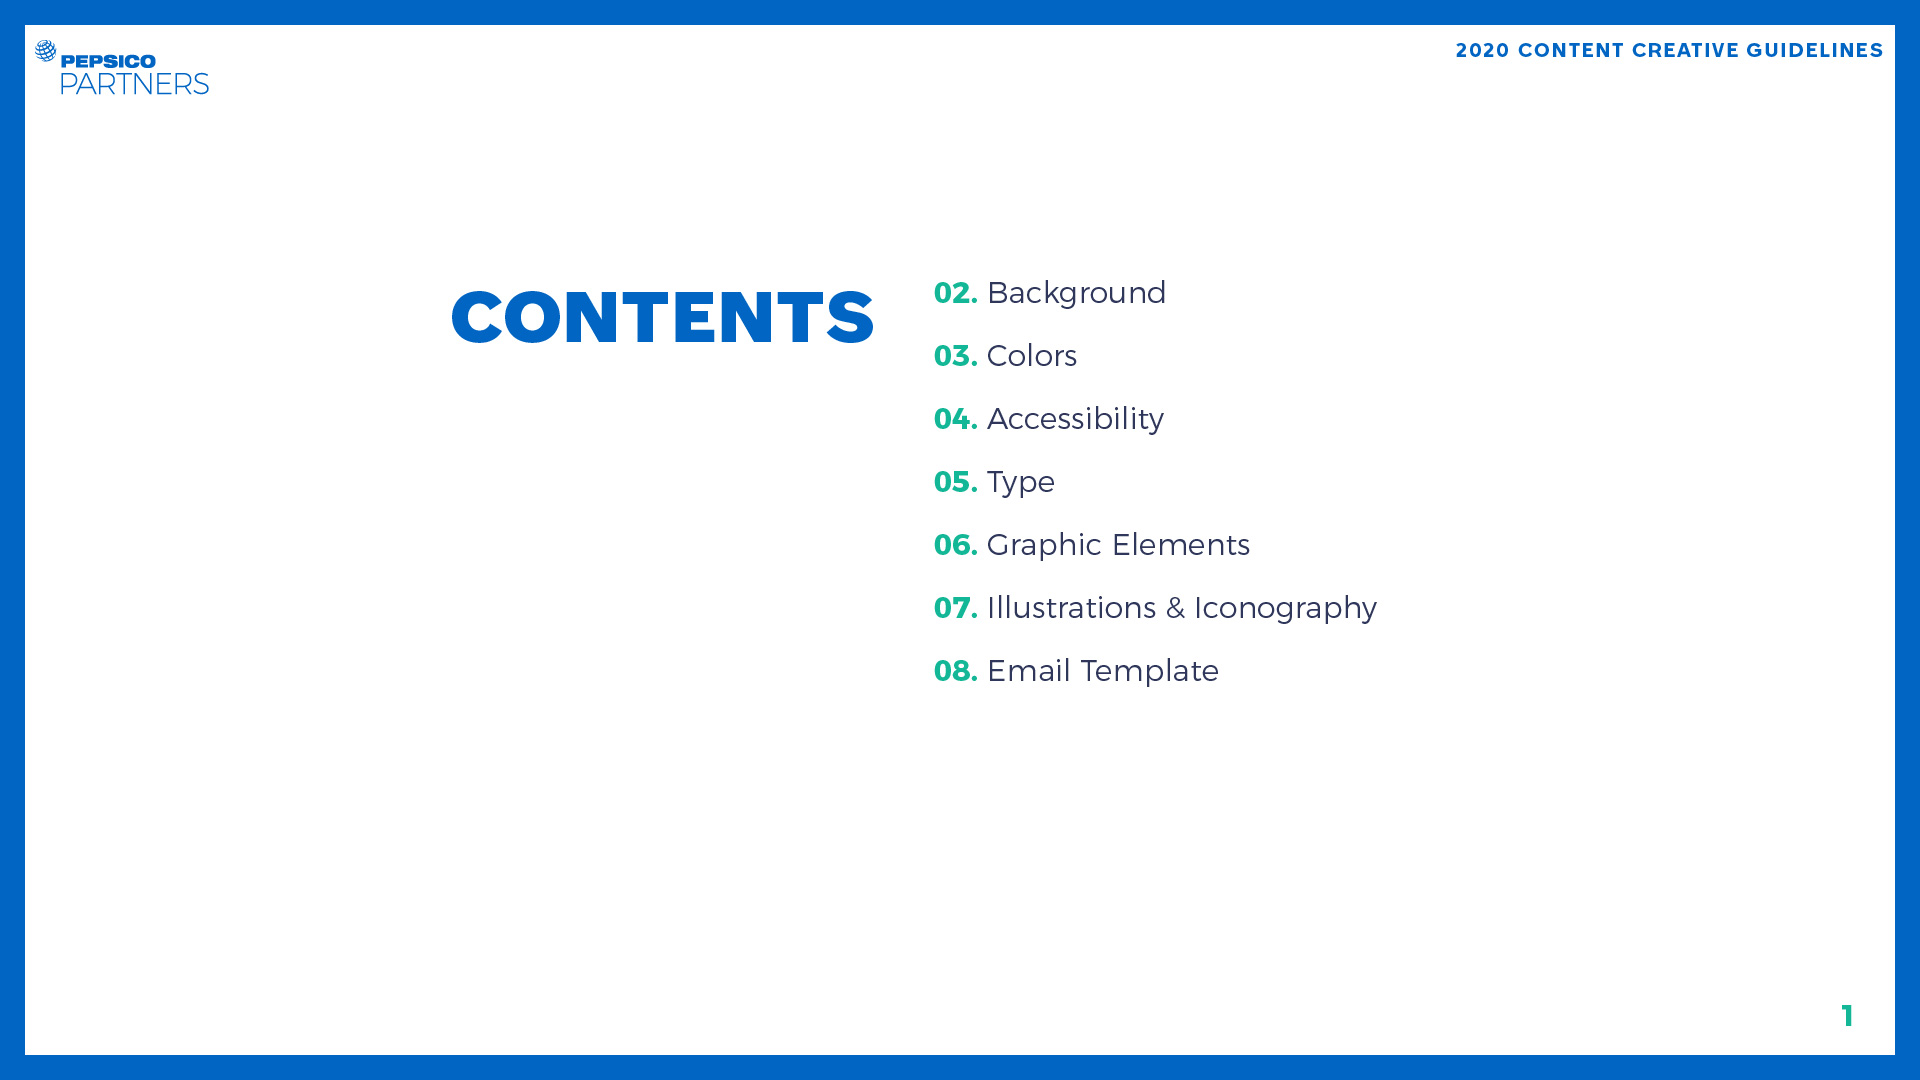 PEPSICO
PARTNERS
2020 CONTENT CREATIVE GUIDELINES
CONTENTS
02. Background
03. Colors
04. Accessibility
05. Type
06. Graphic Elements
07. Illustrations & Iconography
08. Email Template
1